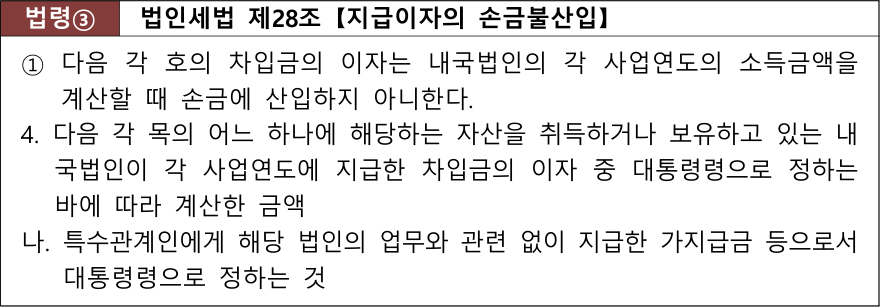 법령③ 법인세법 제28조【지급이자의 손금불산입】
① 다음 각 호의 차입금의 이자는 내국법인의 각 사업연도의 소득금액을
계산할 때 손금에 산입하지 아니한다.
4. 다음 각 목의 어느 하나에 해당하는 자산을 취득하거나 보유하고 있는 내
국법인이 각 사업연도에 지급한 차입금의 이자 중 대통령령으로 정하는
바에 따라 계산한 금액
나. 특수관계인에게 해당 법인의 업무와 관련 없이 지급한 가지급금 등으로서
대통령령으로 정하는 것